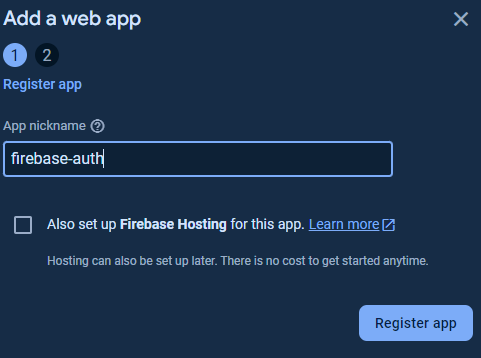 Add a web app
1 2
Register app
App nickname
firebase-auth
Also set up Firebase Hosting for this app. Learn more
Hosting can also be set up later. There is no cost to get started anytime.
Register app